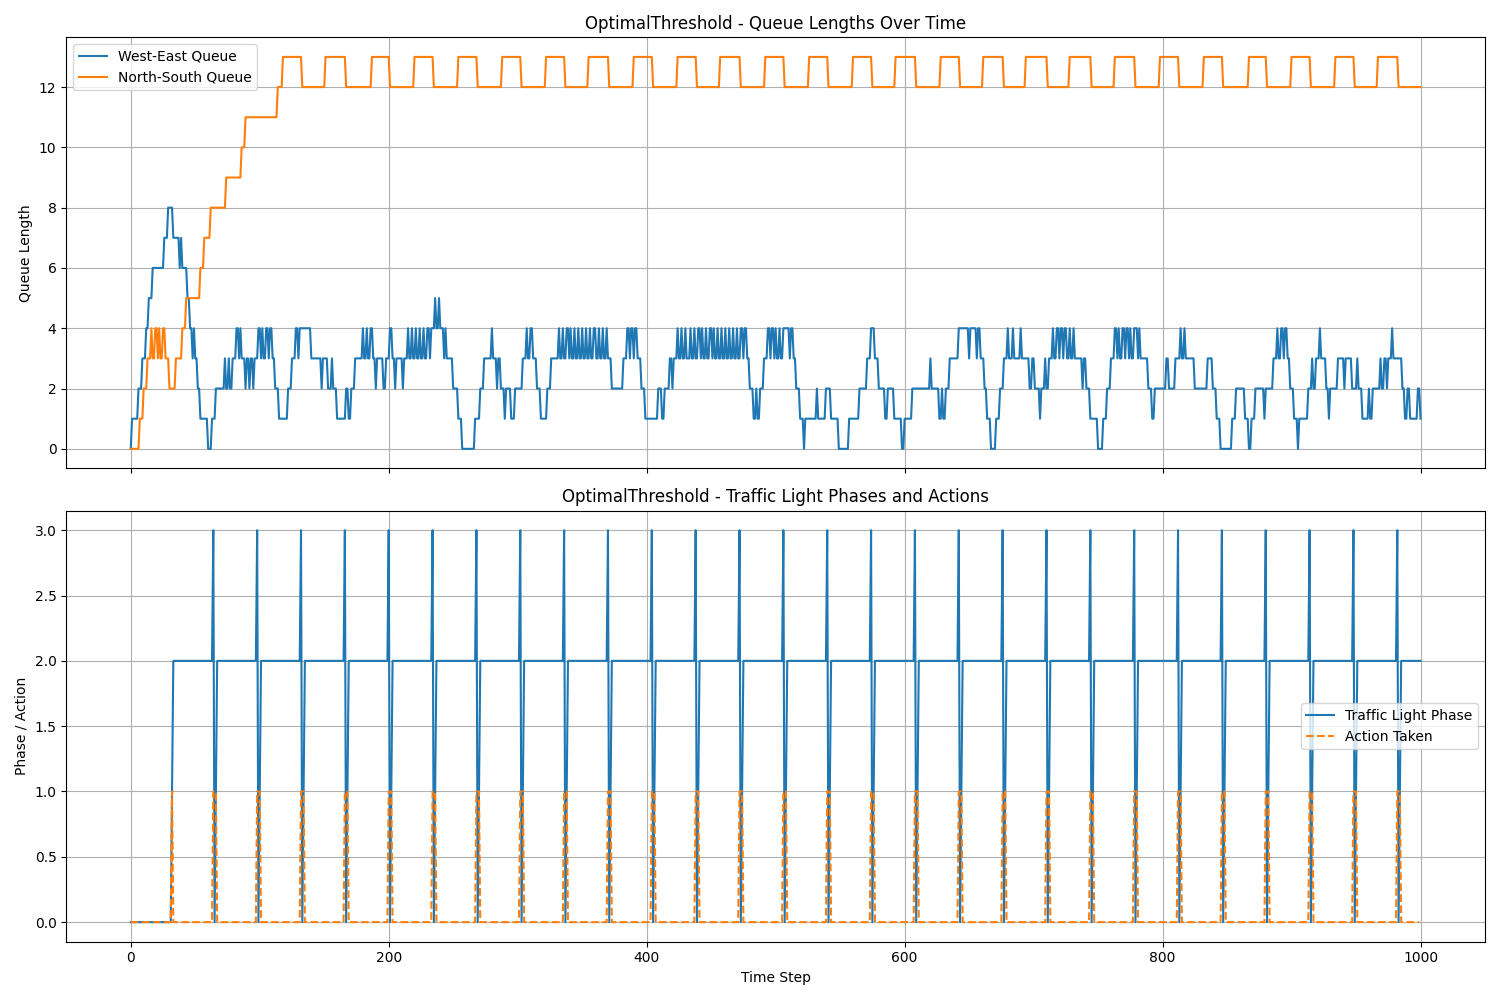 OptimalThreshold - Queue Lengths Over Time
West-East Queue
North-South Queue
Queue Length
12
10
8
6
4
2
0
OptimalThreshold - Traffic Light Phases and Actions
Traffic Light Phase
Action Taken
Phase / Action
3.0
2.5
2.0
1.5
1.0
0.5
0.0
0 200 400 600 800 1000
Time Step